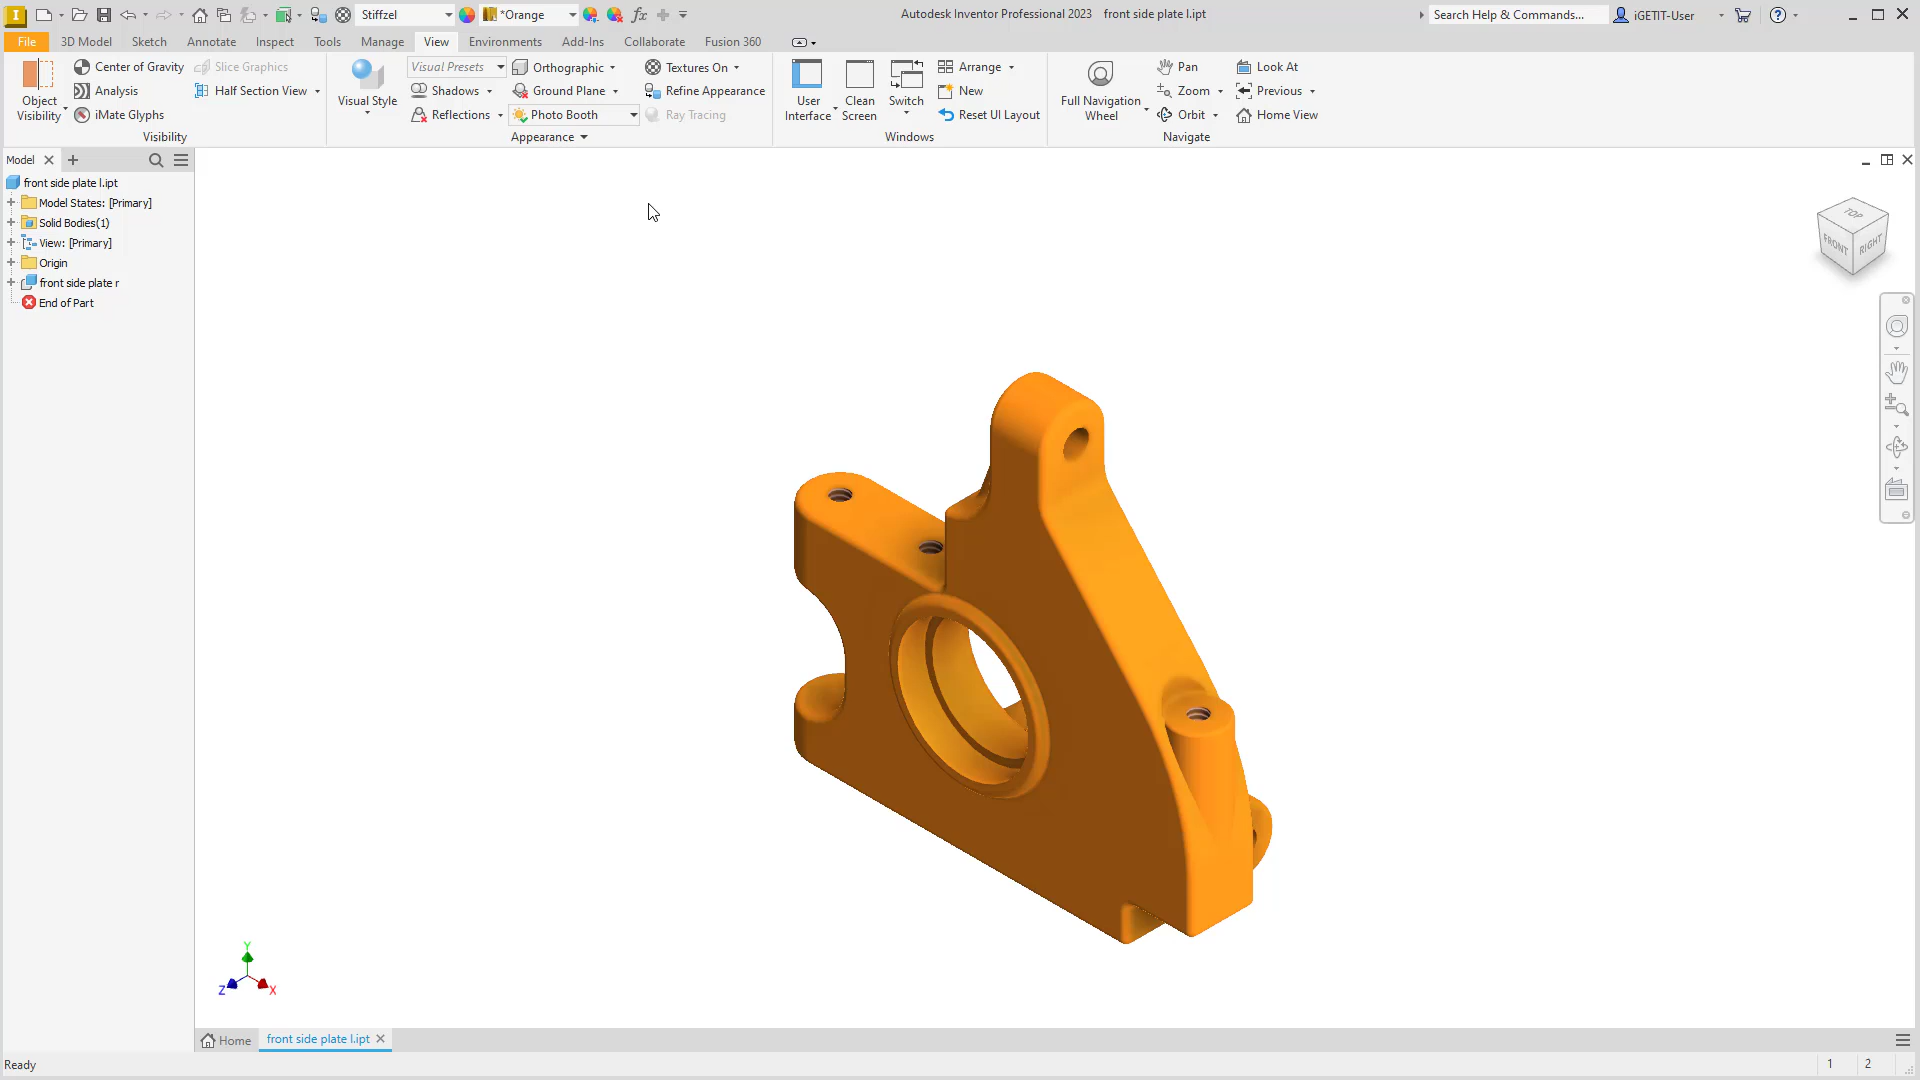 Stiffzel
*Orange
Autodesk Inventor Professional 2023 front side plate l.ipt
Search Help & Commands...
iGETIT-User
File 3D Model Sketch Annotate Inspect Tools Manage View Environments Add-Ins Collaborate Fusion 360
Object Visibility
Center of Gravity
Analysis
iMate Glyphs
Slice Graphics
Half Section View
Visibility
Visual Style
Visual Presets
Shadows
Reflections
Orthographic
Ground Plane
Photo Booth
Textures On
Refine Appearance
Ray Tracing
Appearance
User Interface
Clean Screen
Switch
Arrange
New
Reset UI Layout
Windows
Full Navigation Wheel
Pan
Zoom
Orbit
Look At
Previous
Home View
Navigate
Model
front side plate l.ipt
Model States: [Primary]
Solid Bodies(1)
View: [Primary]
Origin
front side plate r
End of Part
TOP
FRONT
RIGHT
Y
Z
X
Home
front side plate l.ipt
Ready
1 2